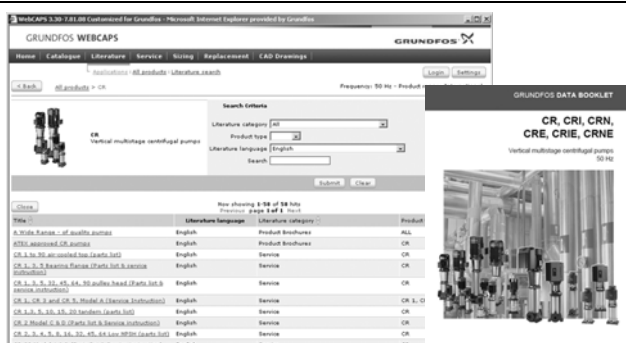 WebCAPS 3.30-7.81.08 Customized for Grundfos - Microsoft Internet Explorer provided by Grundfos
GRUNDFOS WEBCAPS
GRUNDFOS
Home Catalogue Literature Service Sizing Replacement CAD Drawings
Applications › All products › Literature search
Login Settings
< Back All products > CR
Frequency: 50 Hz - Product
Search Criteria
Literature category All
Product type
Literature language English
Search
CR
Vertical multistage centrifugal pumps
Submit Clear
Close
Now showing 1-58 of 58 hits
Previous page 1 of 1 Next
Title Literature language Literature category Product
A Wide Range - of quality pumps English Product Brochures ALL
ATEX approved CR pumps English Product Brochures CR
CR 1 to 90 air-cooled top (parts list) English Service CR
CR 1, 3, 5 Bearing flange (Parts list & service instruction) English Service CR
CR 1, 3, 5, 32, 45, 64, 90 pulley head (Parts list & service instruction) English Service CR
CR 1, CR 3 and CR 5, Model A (Service Instruction) English Service CR 1, C
CR 1,3, 5, 10, 15, 20 tandem (parts list) English Service CR
CR 2 Model C & D (Parts list & Service instruction) English Service CR
CR 2, 3, 4, 5, 8, 16, 32, 45, 64 Low NPSH (parts list) English Service CR
GRUNDFOS DATA BOOKLET
CR, CRI, CRN,
CRE, CRIE, CRNE
Vertical multistage centrifugal pumps
50 Hz